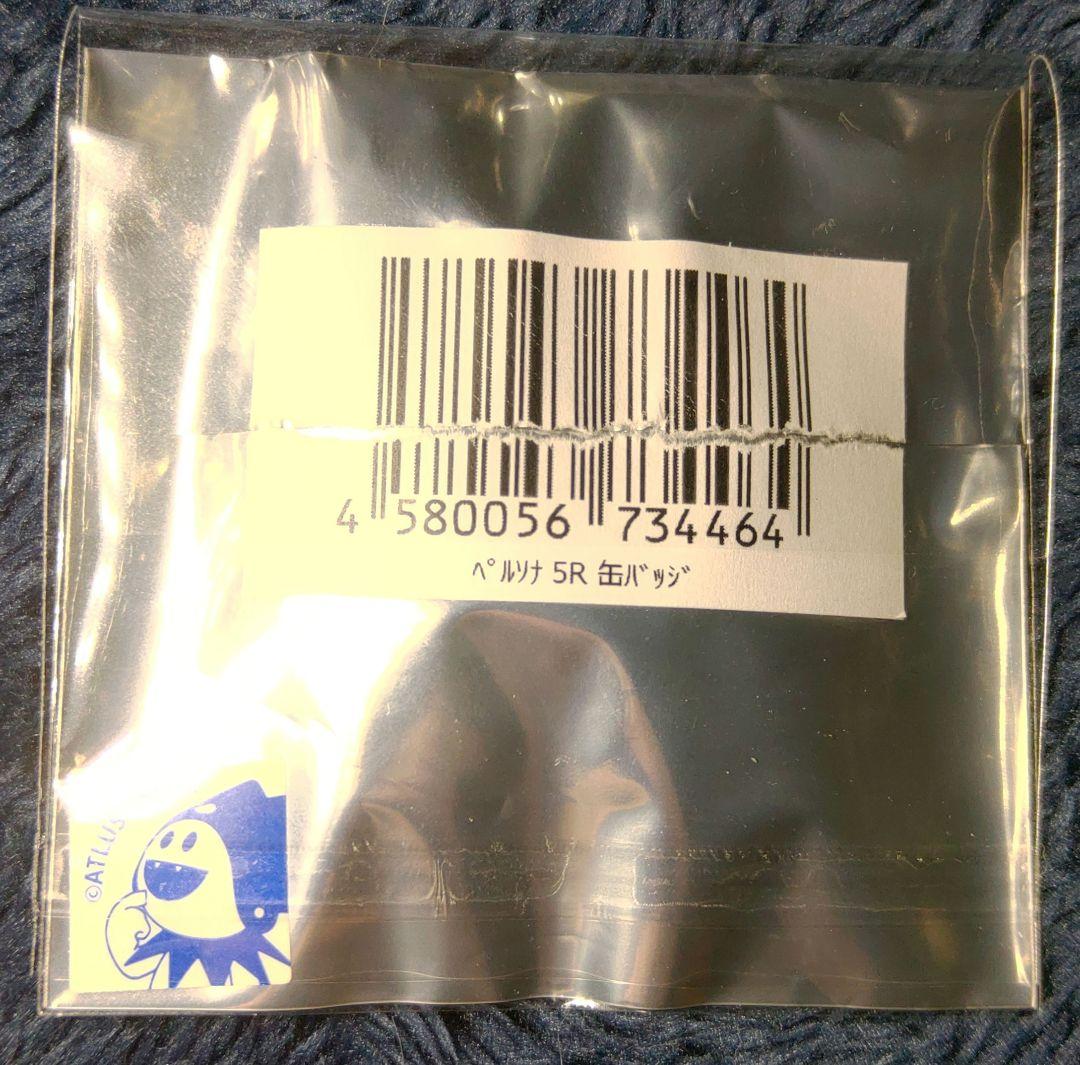 4 580056 734464
ﾍﾟﾙｿﾅ 5R 缶ﾊﾞｯｼﾞ
©ATLUS